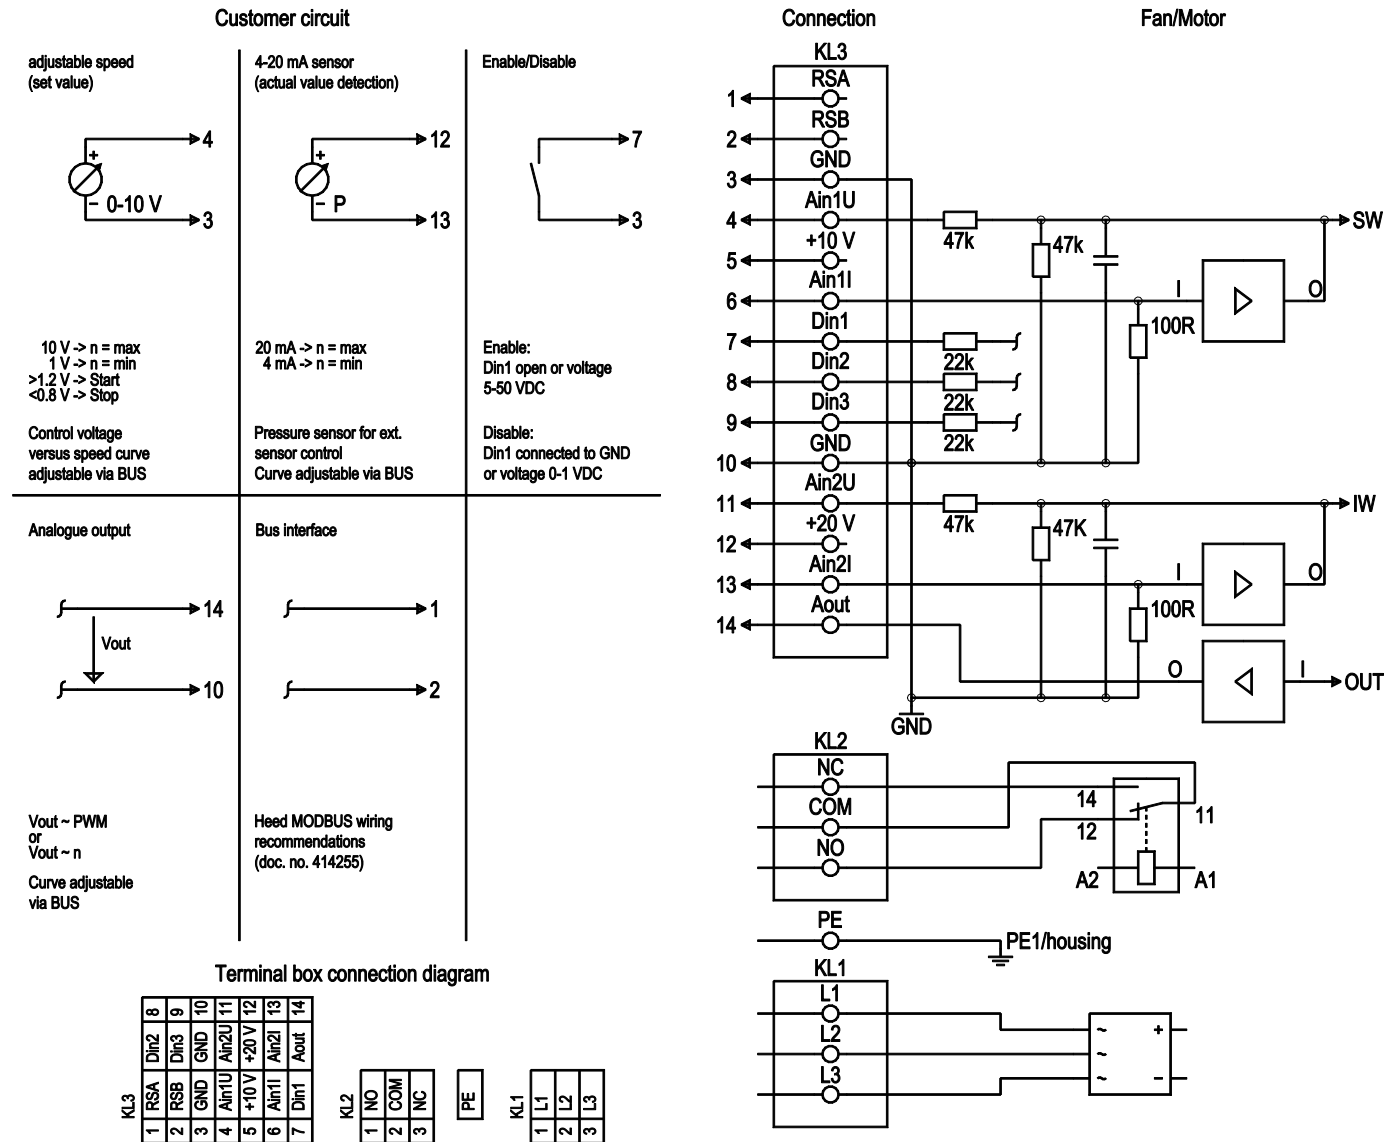 Customer circuit
adjustable speed
(set value)
+
4
- 0-10 V
3
10 V -> n = max
1 V -> n = min
>1.2 V -> Start
<0.8 V -> Stop
Control voltage
versus speed curve
adjustable via BUS
4-20 mA sensor
(actual value detection)
+
12
- P
13
20 mA -> n = max
4 mA -> n = min
Pressure sensor for ext.
sensor control
Curve adjustable via BUS
Enable/Disable
7
3
Enable:
Din1 open or voltage
5-50 VDC
Disable:
Din1 connected to GND
or voltage 0-1 VDC
Analogue output
14
Vout
10
Vout ~ PWM
or
Vout ~ n
Curve adjustable
via BUS
Bus interface
1
2
Heed MODBUS wiring
recommendations
(doc. no. 414255)
Connection
Fan/Motor
KL3
RSA
1
RSB
2
GND
3
Ain1U
4
47k
47k
SW
+10 V
5
Ain1I
6
I
O
100R
Din1
7
22k
Din2
8
22k
Din3
9
22k
GND
10
Ain2U
11
47k
47K
IW
+20 V
12
Ain2I
13
I
O
100R
Aout
14
O
I
OUT
GND
KL2
NC
14
COM
11
12
NO
A2
A1
PE
PE1/housing
KL1
L1
~ +
L2
~
L3
~ -
Terminal box connection diagram
KL3
1 RSA Din2 8
2 RSB Din3 9
3 GND GND 10
4 Ain1U Ain2U 11
5 +10 V +20 V 12
6 Ain1I Ain2I 13
7 Din1 Aout 14
KL2
1 NO
2 COM
3 NC
PE
KL1
1 L1
2 L2
3 L3